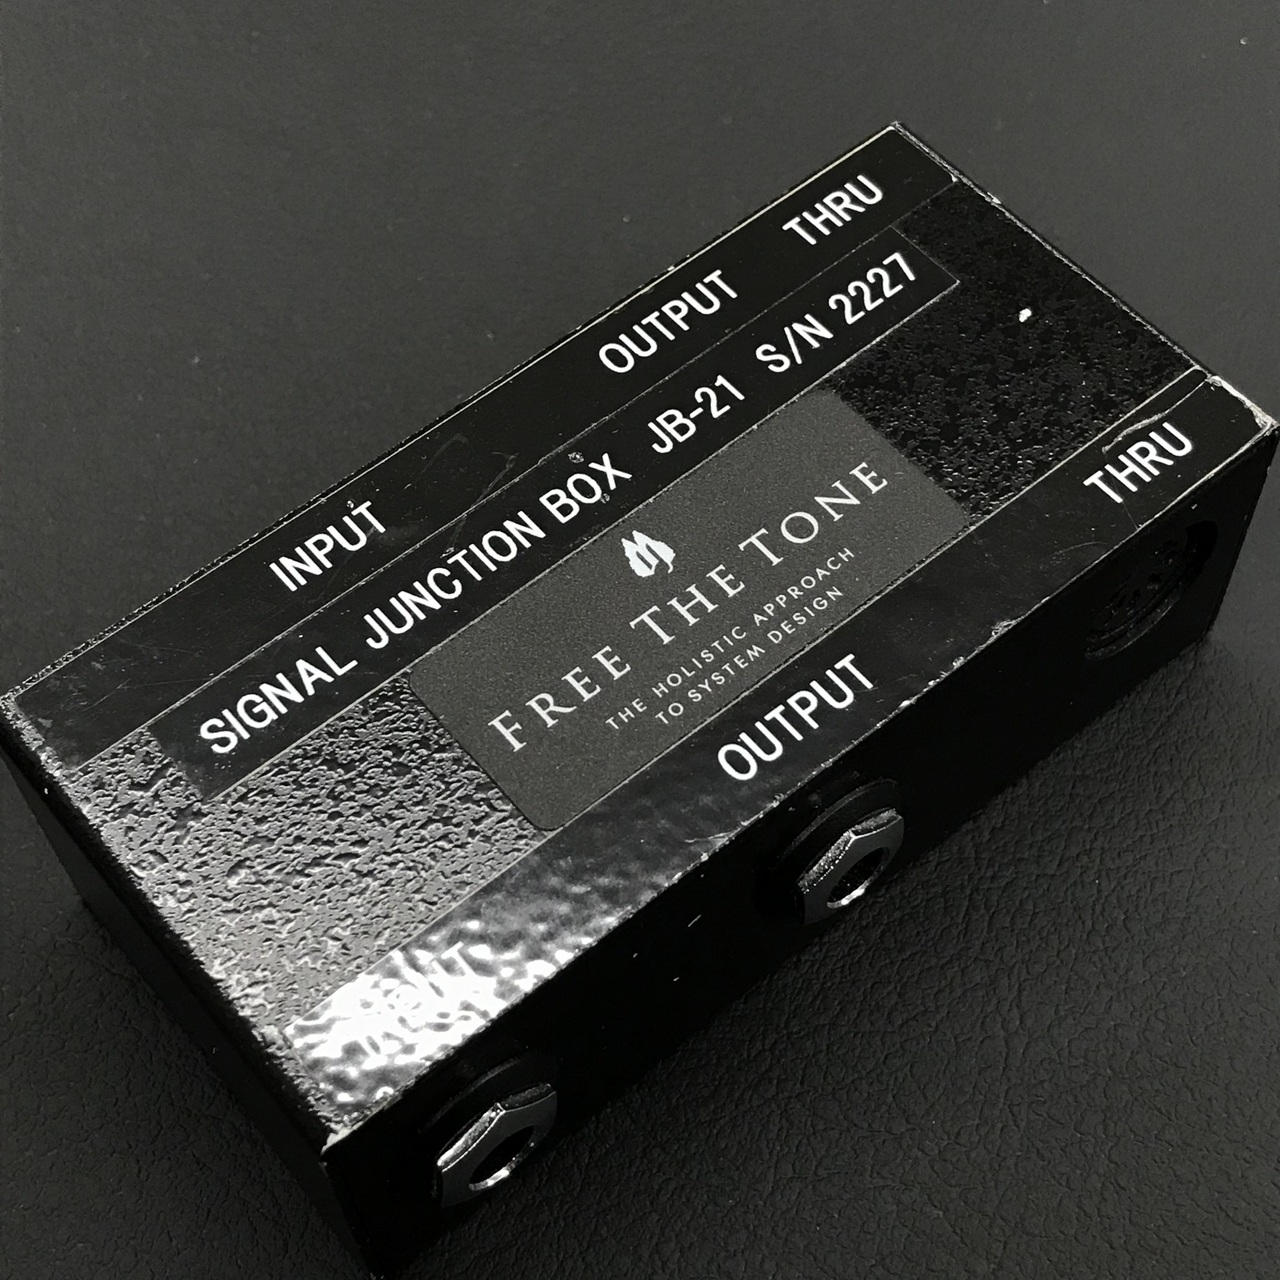 INPUT OUTPUT THRU
SIGNAL JUNCTION BOX JB-21 S/N 2227
FREE THE TONE
THE HOLISTIC APPROACH
TO SYSTEM DESIGN
INPUT OUTPUT THRU